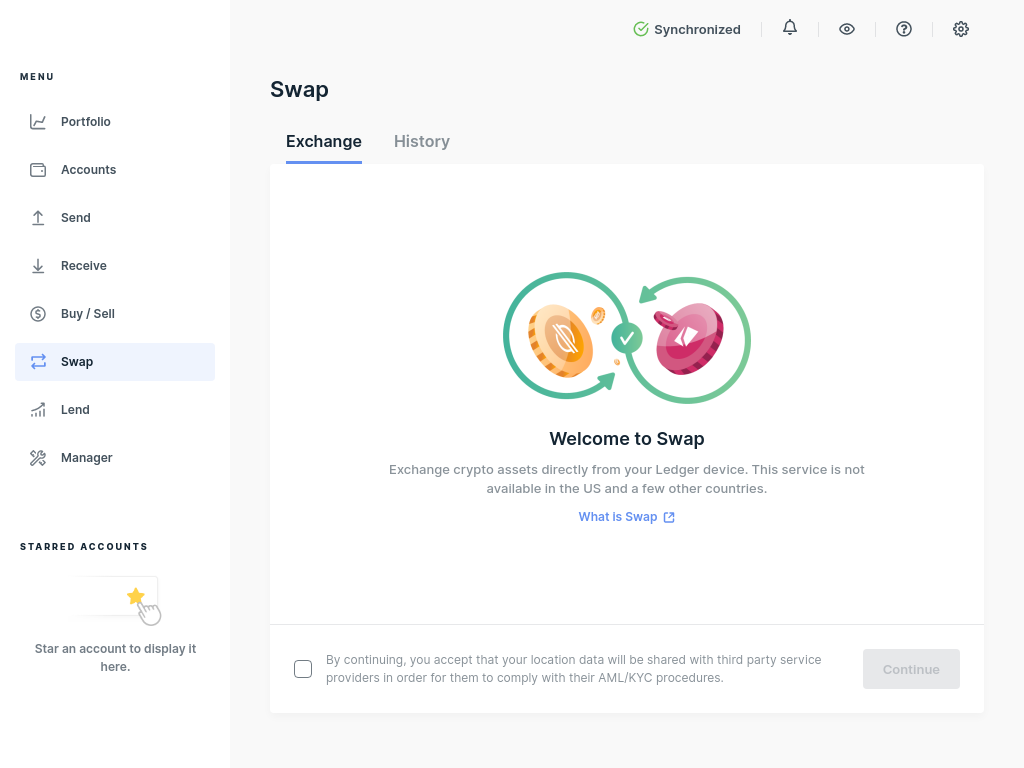 Synchronized
MENU
Portfolio
Accounts
Send
Receive
Buy / Sell
Swap
Lend
Manager
STARRED ACCOUNTS
Star an account to display it
here.
Swap
Exchange
History
Welcome to Swap
Exchange crypto assets directly from your Ledger device. This service is not
available in the US and a few other countries.
What is Swap
By continuing, you accept that your location data will be shared with third party service
providers in order for them to comply with their AML/KYC procedures.
Continue